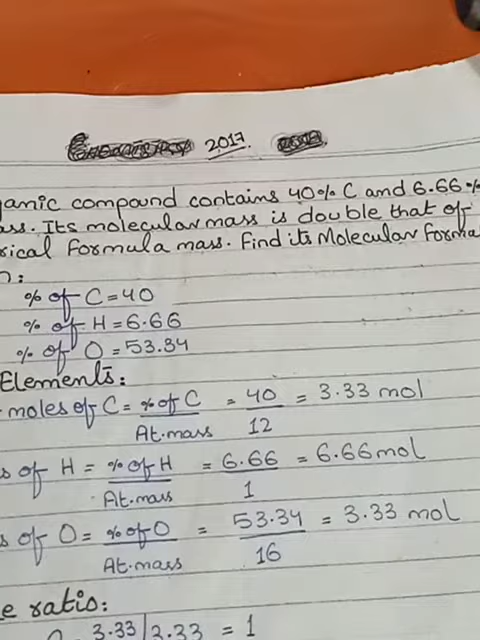 2017
ganic compound contains 40% C and 6.66%
ass. Its molecular mass is double that of
rical formula mass. Find its Molecular Forma
n:
% of C = 40
% of H = 6.66
% of O = 53.34
Elements:
moles of C = % of C / At.mass = 40 / 12 = 3.33 mol
s of H = % of H / At.mass = 6.66 / 1 = 6.66 mol
s of O = % of O / At.mass = 53.34 / 16 = 3.33 mol
e ratio:
3.33 / 3.33 = 1